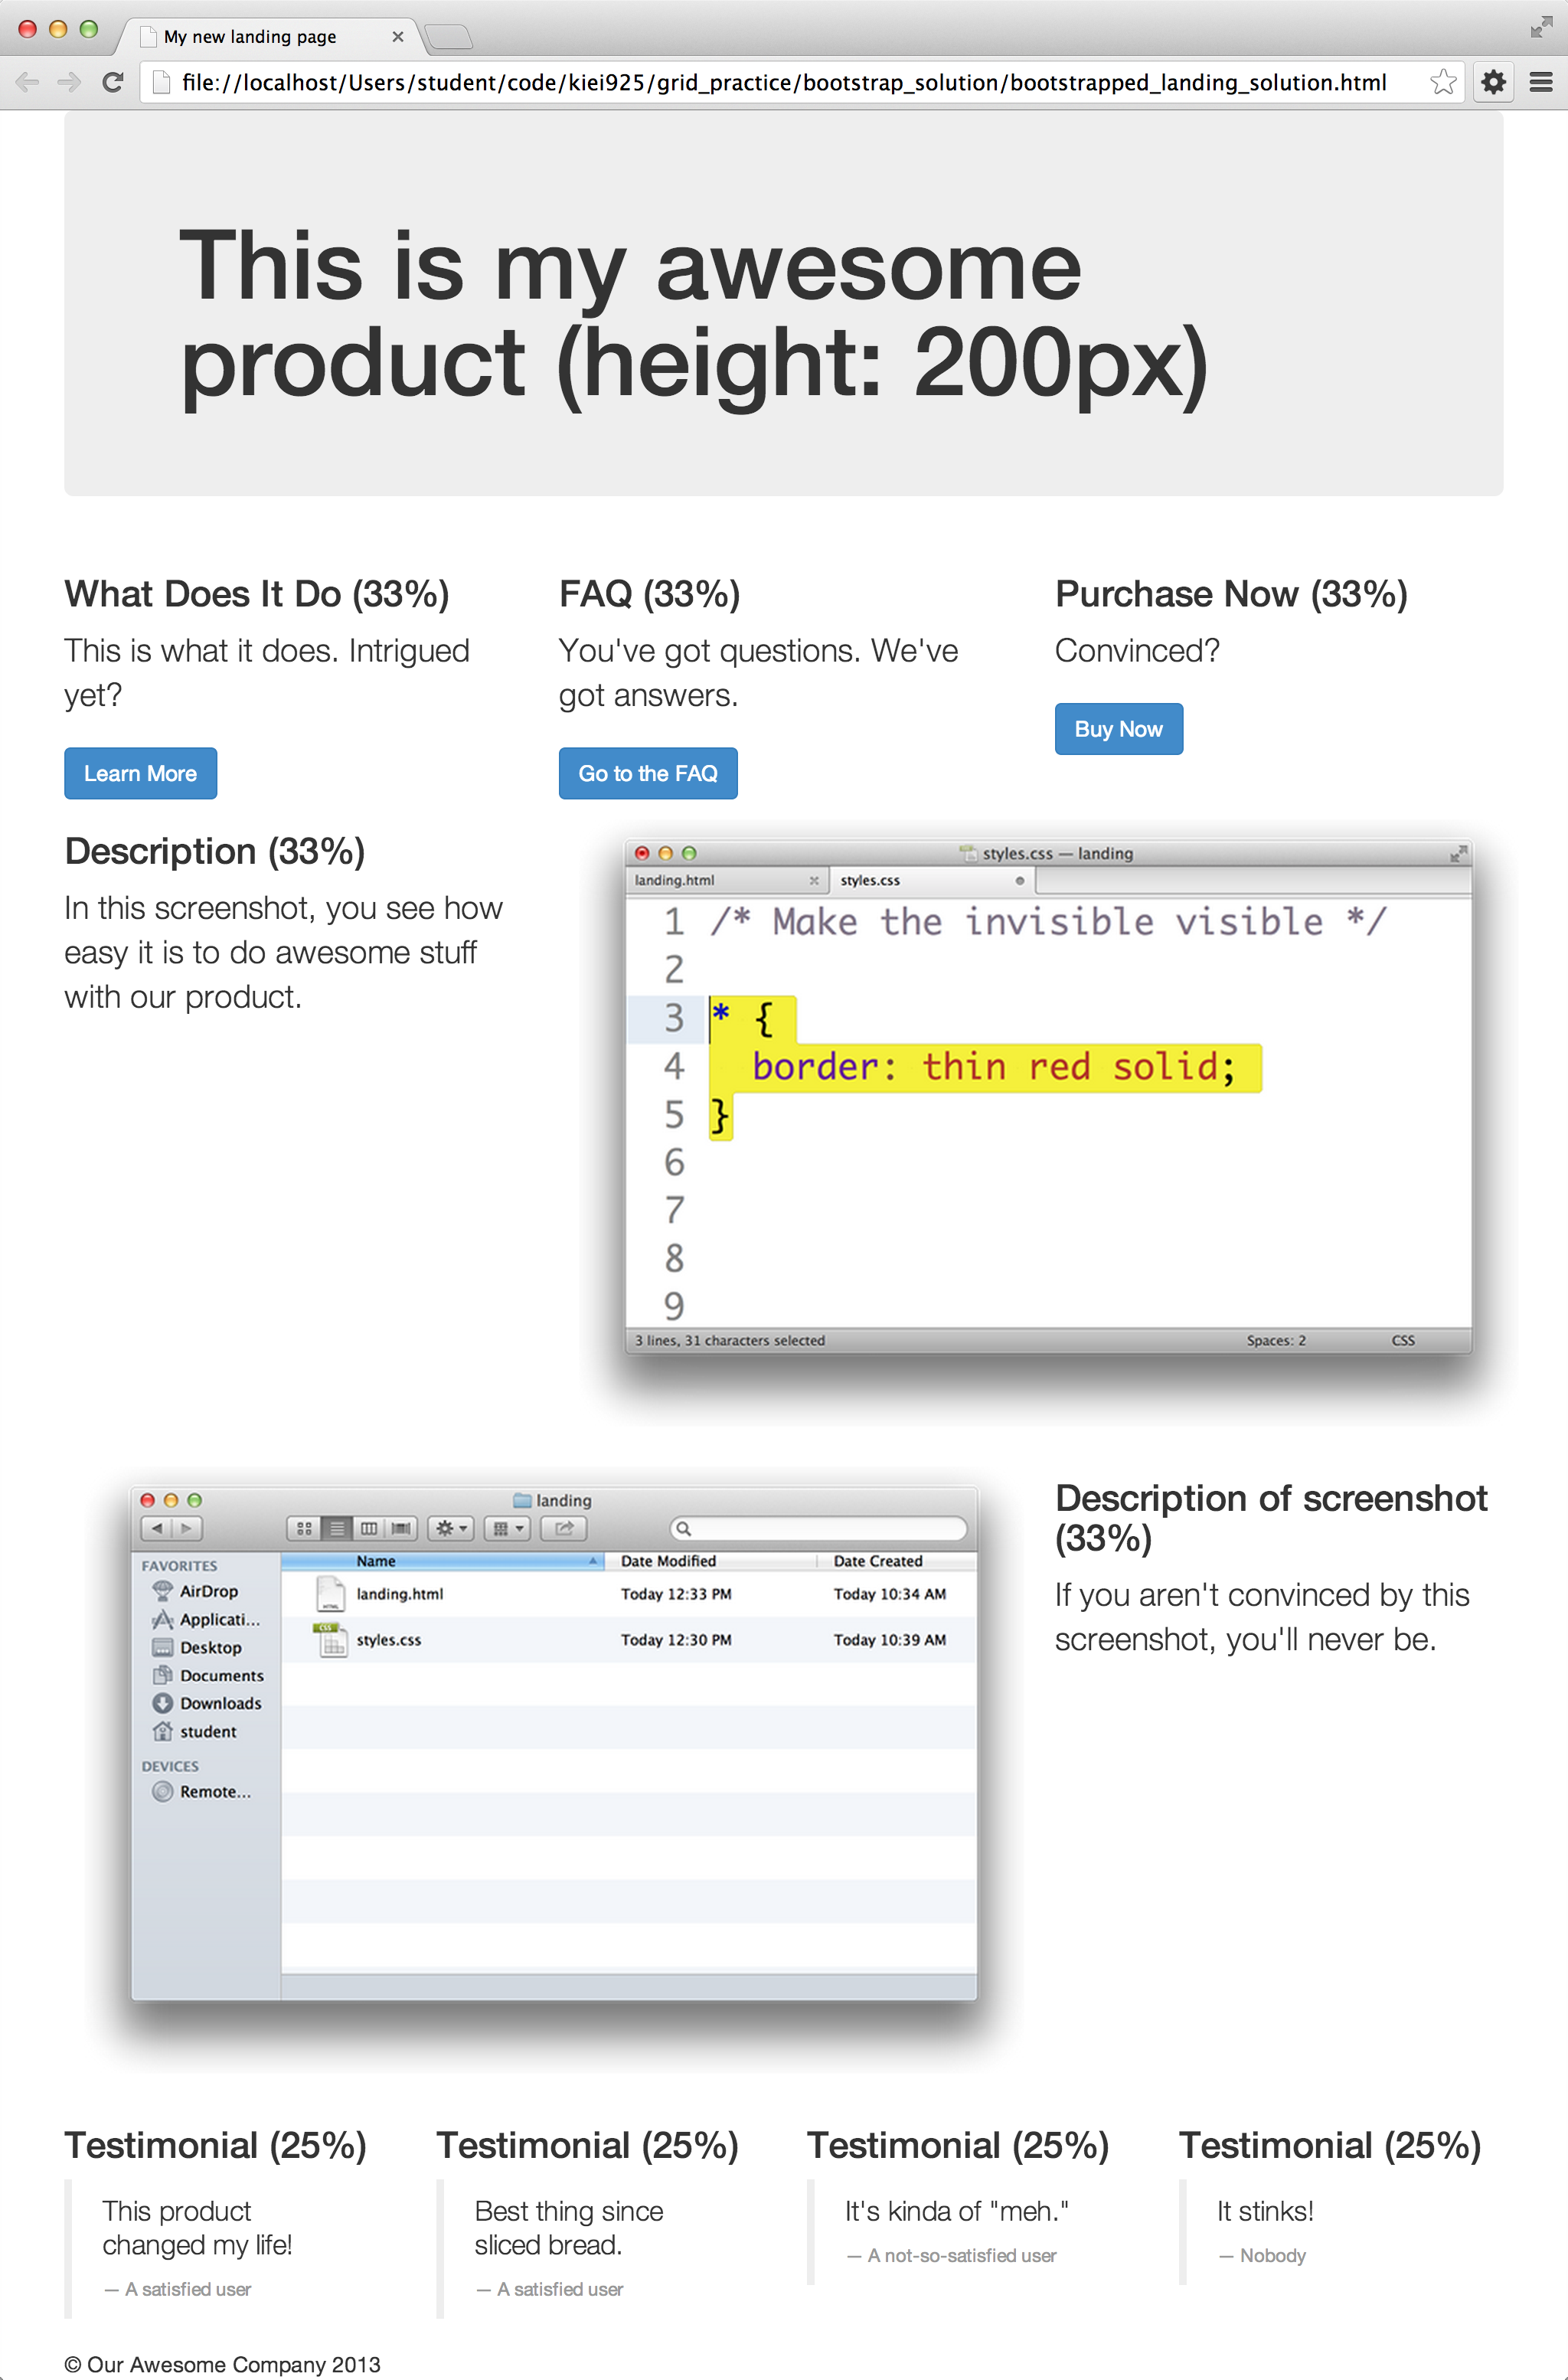 My new landing page
file://localhost/Users/student/code/kiei925/grid_practice/bootstrap_solution/bootstrapped_landing_solution.html
This is my awesome
product (height: 200px)
What Does It Do (33%)
This is what it does. Intrigued
yet?
Learn More
FAQ (33%)
You've got questions. We've
got answers.
Go to the FAQ
Purchase Now (33%)
Convinced?
Buy Now
Description (33%)
In this screenshot, you see how
easy it is to do awesome stuff
with our product.
styles.css — landing
landing.html
styles.css
1 /* Make the invisible visible */
2
3 * {
4 border: thin red solid;
5 }
6
7
8
9
3 lines, 31 characters selected
Spaces: 2
CSS
landing
FAVORITES
AirDrop
Applicati...
Desktop
Documents
Downloads
student
DEVICES
Remote...
Name Date Modified Date Created
HTML
landing.html Today 12:33 PM Today 10:34 AM
CSS
styles.css Today 12:30 PM Today 10:39 AM
Description of screenshot
(33%)
If you aren't convinced by this
screenshot, you'll never be.
Testimonial (25%)
This product
changed my life!
— A satisfied user
Testimonial (25%)
Best thing since
sliced bread.
— A satisfied user
Testimonial (25%)
It's kinda of "meh."
— A not-so-satisfied user
Testimonial (25%)
It stinks!
— Nobody
© Our Awesome Company 2013